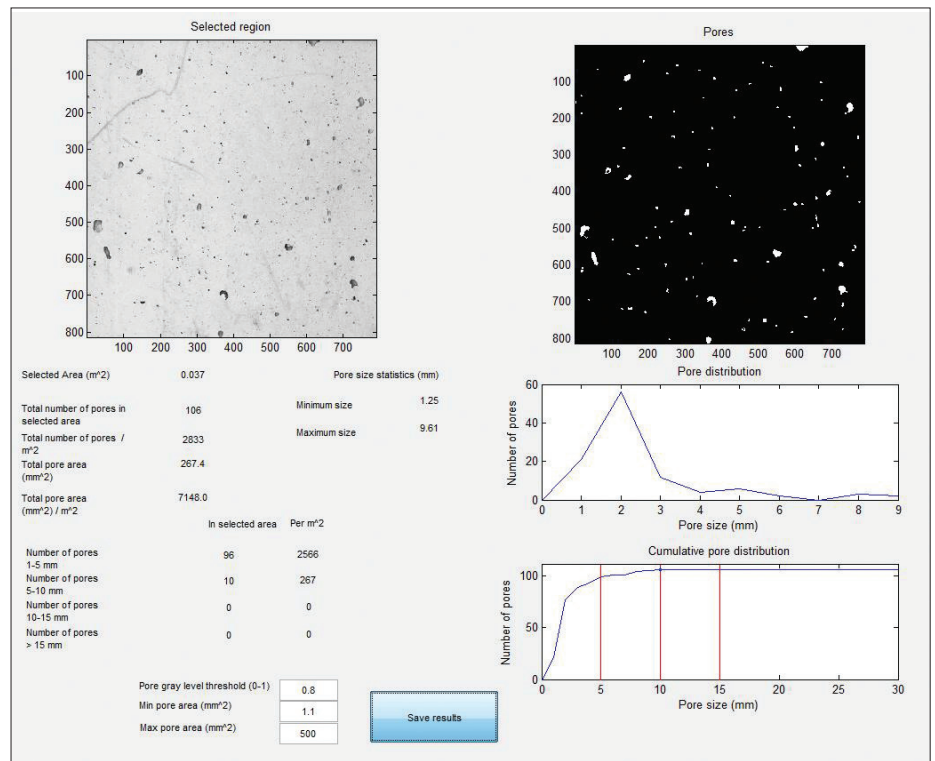 Selected region
100
200
300
400
500
600
700
800
100 200 300 400 500 600 700
Pores
100
200
300
400
500
600
700
800
100 200 300 400 500 600 700
Selected Area (m^2) 0.037
Total number of pores in
selected area 106
Total number of pores /
m^2 2833
Total pore area
(mm^2) 267.4
Total pore area
(mm^2) / m^2 7148.0
Pore size statistics (mm)
Minimum size 1.25
Maximum size 9.61
In selected area Per m^2
Number of pores
1-5 mm 96 2566
Number of pores
5-10 mm 10 267
Number of pores
10-15 mm 0 0
Number of pores
> 15 mm 0 0
Pore gray level threshold (0-1) 0.8
Min pore area (mm^2) 1.1
Max pore area (mm^2) 500
Save results
Pore distribution
Number of pores
60
40
20
0
0 1 2 3 4 5 6 7 8 9
Pore size (mm)
Cumulative pore distribution
Number of pores
100
50
0
0 5 10 15 20 25 30
Pore size (mm)